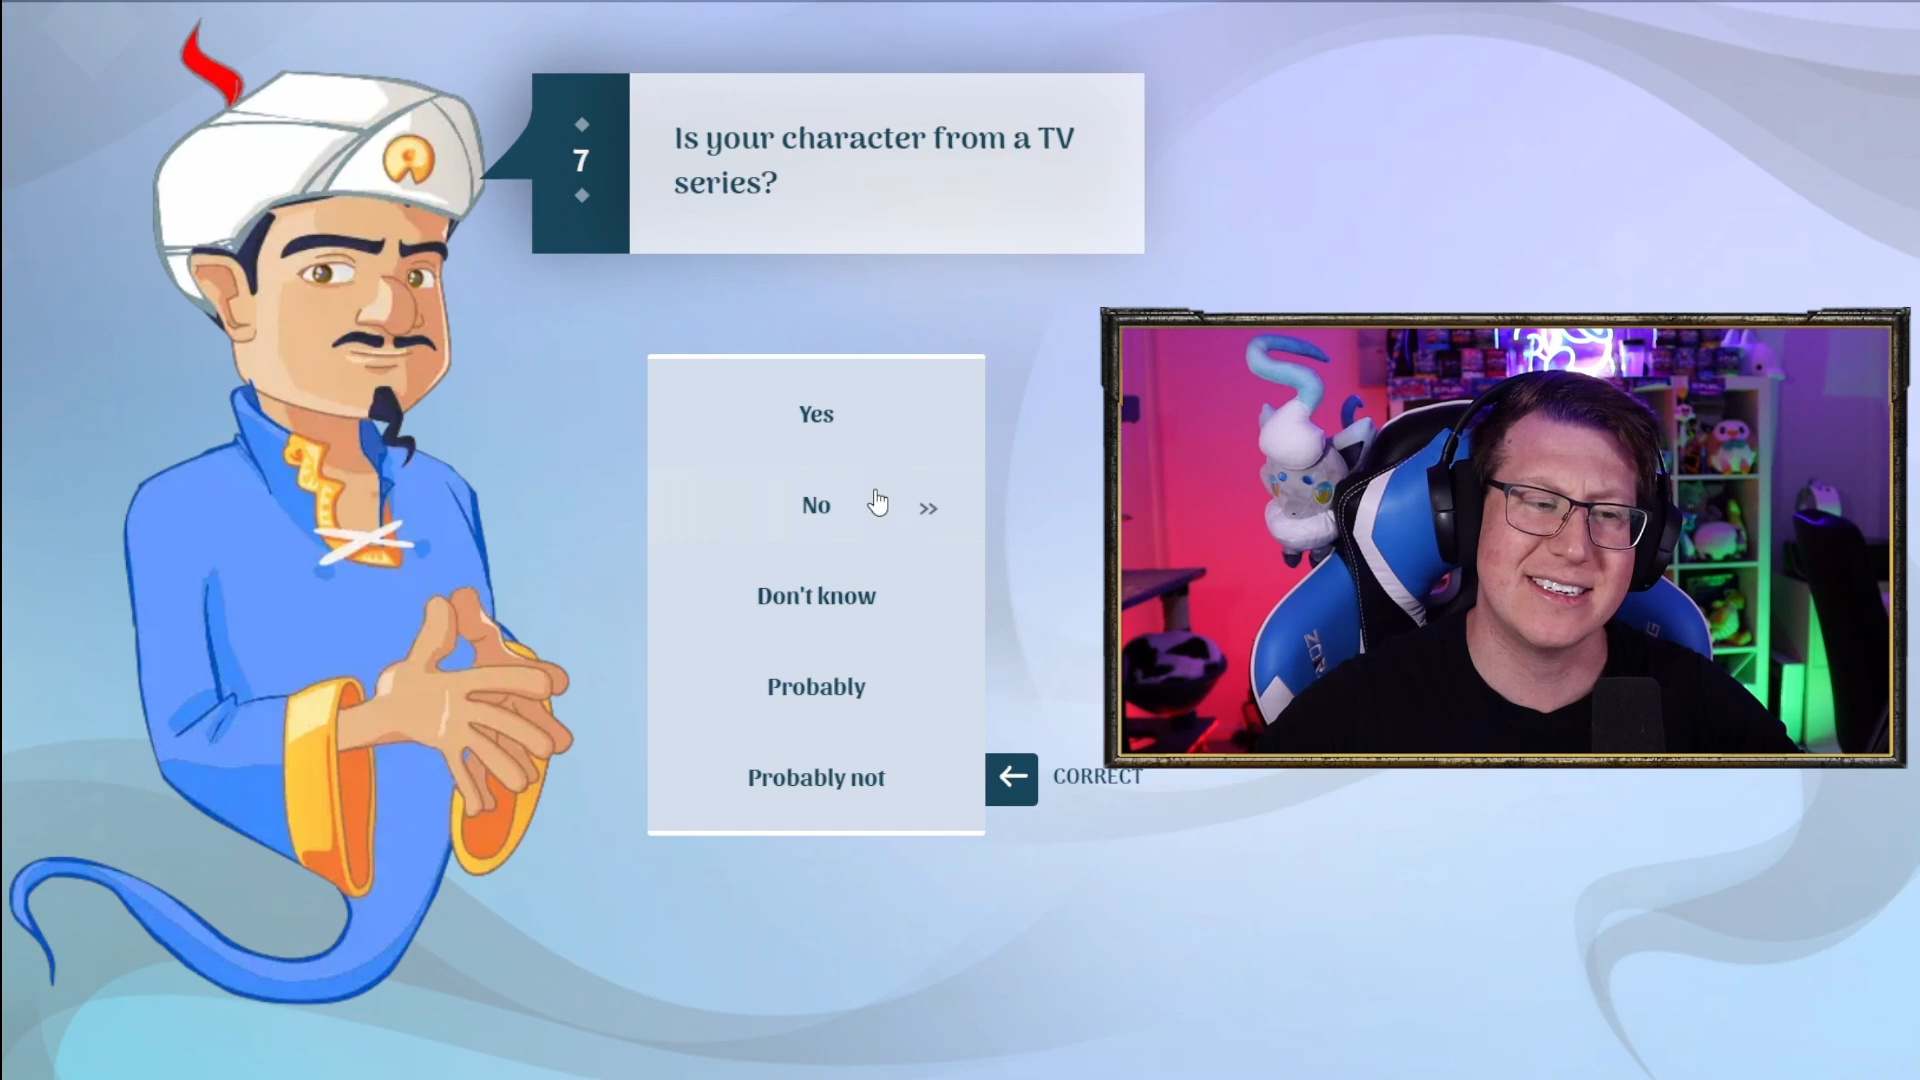 7
Is your character from a TV
series?
Yes
No
Don't know
Probably
Probably not
CORRECT